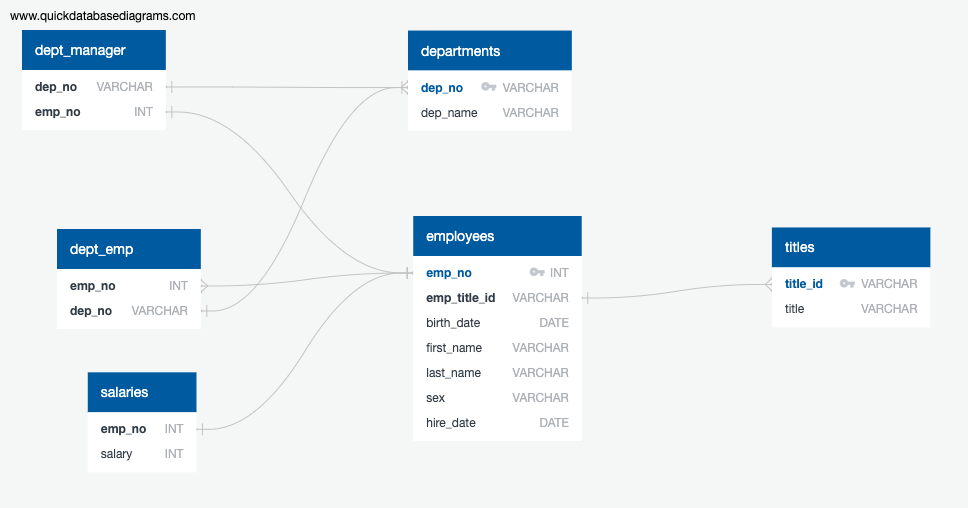 www.quickdatabasediagrams.com
dept_manager
dep_no VARCHAR
emp_no INT
departments
dep_no VARCHAR
dep_name VARCHAR
dept_emp
emp_no INT
dep_no VARCHAR
employees
emp_no INT
emp_title_id VARCHAR
birth_date DATE
first_name VARCHAR
last_name VARCHAR
sex VARCHAR
hire_date DATE
titles
title_id VARCHAR
title VARCHAR
salaries
emp_no INT
salary INT